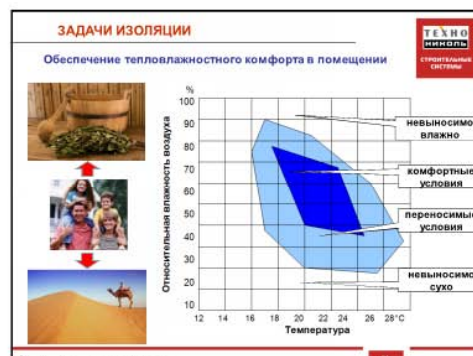 ЗАДАЧИ ИЗОЛЯЦИИ
ТЕХНО
НИКОЛЬ
СТРОИТЕЛЬНЫЕ
СИСТЕМЫ
Обеспечение тепловлажностного комфорта в помещении
%
100
90
80
70
60
50
40
30
20
10
Относительная влажность воздуха
невыносимо
влажно
комфортные
условия
переносимые
условия
невыносимо
сухо
12 14 16 18 20 22 24 26 28°C
Температура